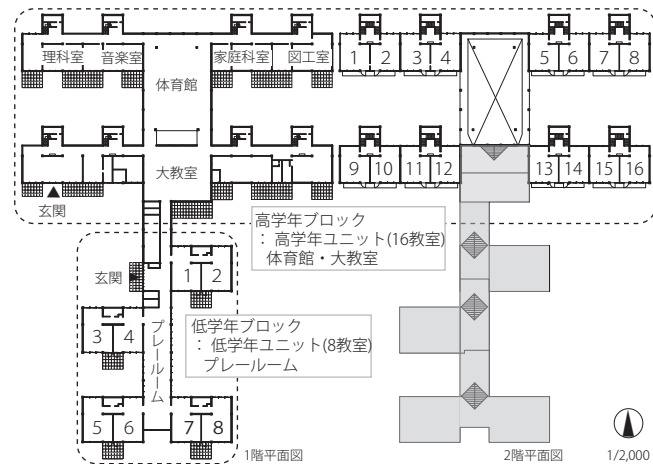 理科室
音楽室
体育館
家庭科室
図工室
1
2
3
4
5
6
7
8
大教室
9
10
11
12
13
14
15
16
玄関
高学年ブロック
：高学年ユニット(16教室)
体育館・大教室
玄関
1
2
低学年ブロック
：低学年ユニット(8教室)
プレールーム
3
4
プレールーム
5
6
7
8
1階平面図
2階平面図
1/2,000